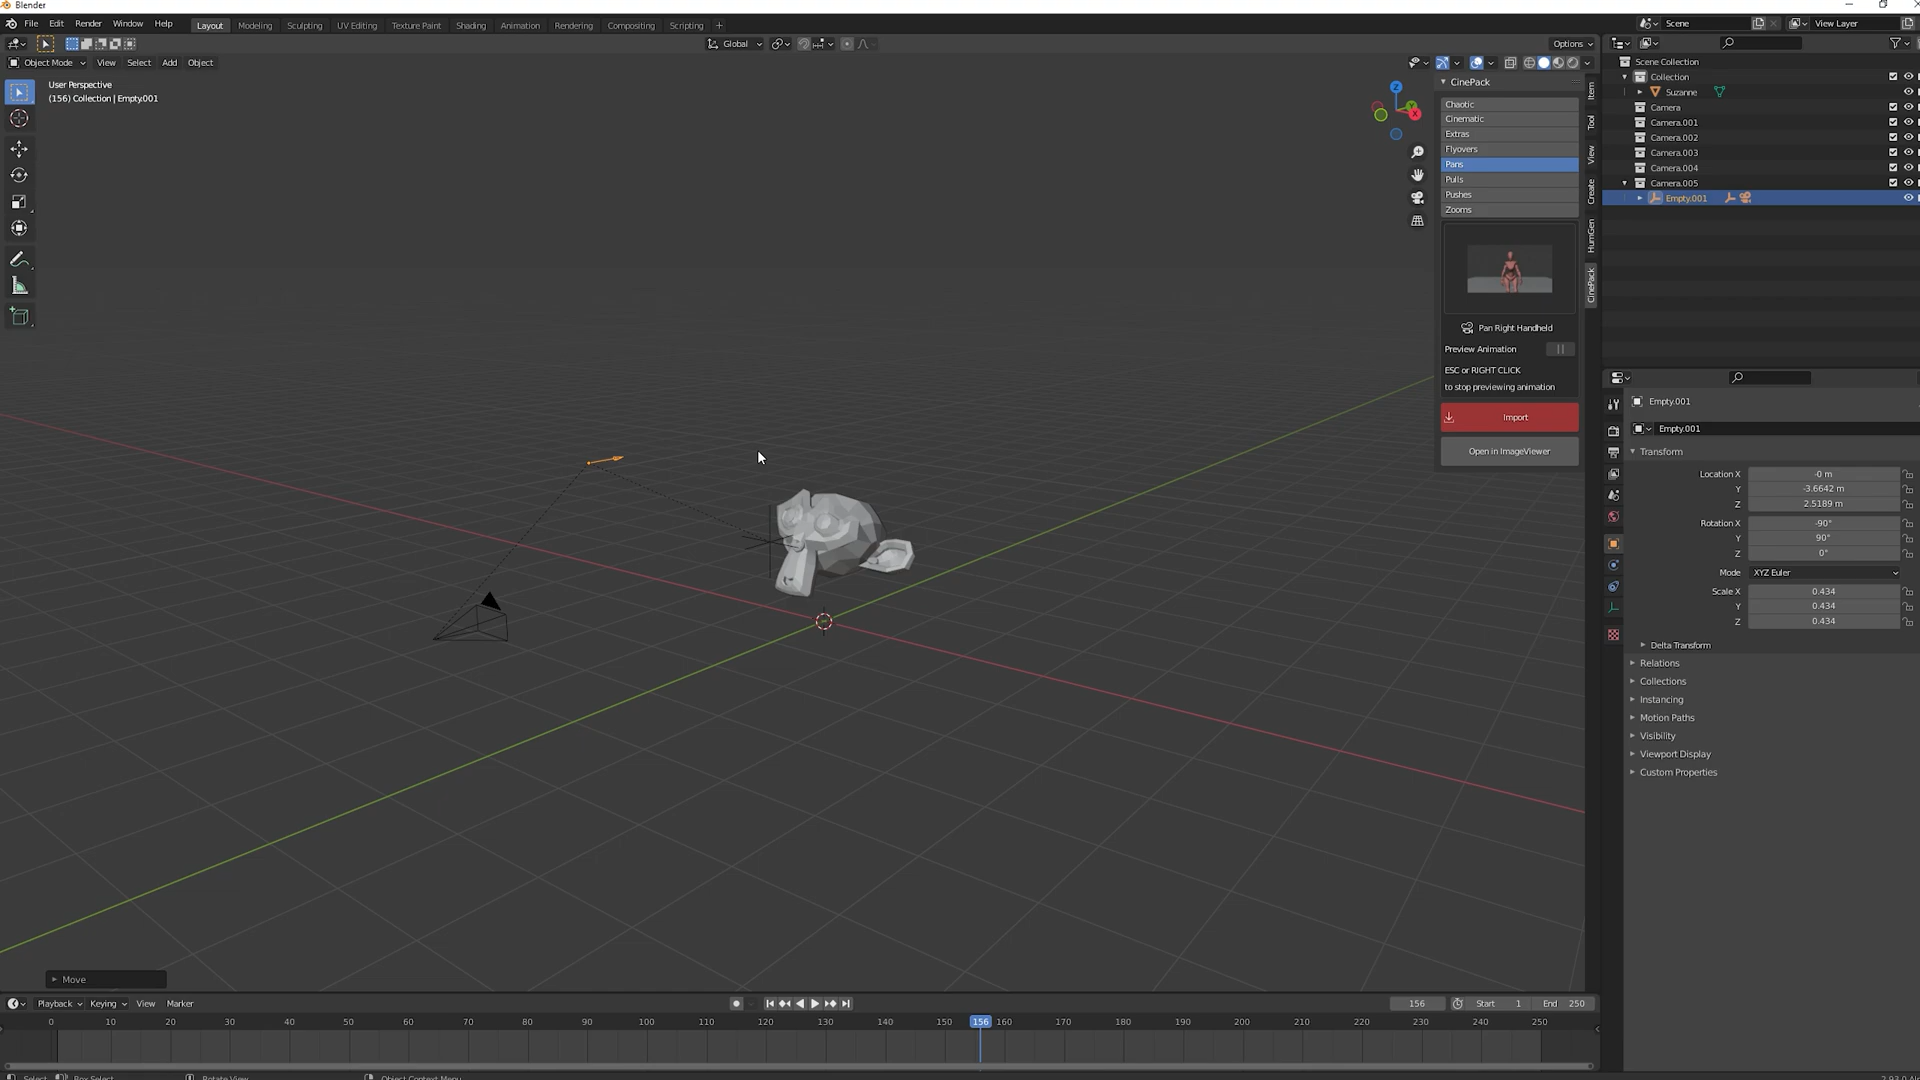 Blender
File Edit Render Window Help
Layout Modeling Sculpting UV Editing Texture Paint Shading Animation Rendering Compositing Scripting +
Scene View Layer
Global Options
Object Mode View Select Add Object
User Perspective
(156) Collection | Empty.001
Z
X
CinePack
Chaotic
Cinematic
Extras
Flyovers
Pans
Pulls
Pushes
Zooms
Pan Right Handheld
Preview Animation
ESC or RIGHT CLICK
to stop previewing animation
Import
Open in ImageViewer
Item
Tool
View
Create
HumGen
CinePack
Scene Collection
Collection
Suzanne
Camera
Camera.001
Camera.002
Camera.003
Camera.004
Camera.005
Empty.001
Empty.001
Empty.001
Transform
Location X -0 m
Y -3.6642 m
Z 2.5189 m
Rotation X -90°
Y 90°
Z 0°
Mode XYZ Euler
Scale X 0.434
Y 0.434
Z 0.434
Delta Transform
Relations
Collections
Instancing
Motion Paths
Visibility
Viewport Display
Custom Properties
Move
Playback Keying View Marker
156 Start 1 End 250
0 10 20 30 40 50 60 70 80 90 100 110 120 130 140 150 156 160 170 180 190 200 210 220 230 240 250
Select Box Select Rotate View Object Context Menu